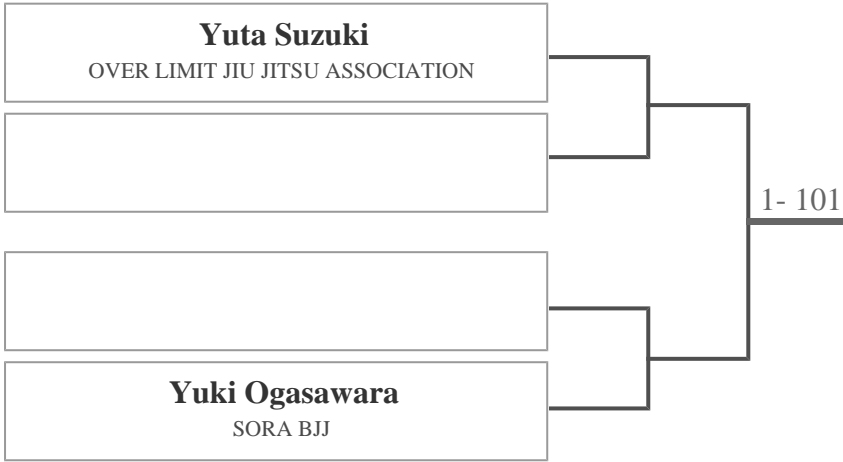 Yuta Suzuki
OVER LIMIT JIU JITSU ASSOCIATION
1- 101
Yuki Ogasawara
SORA BJJ